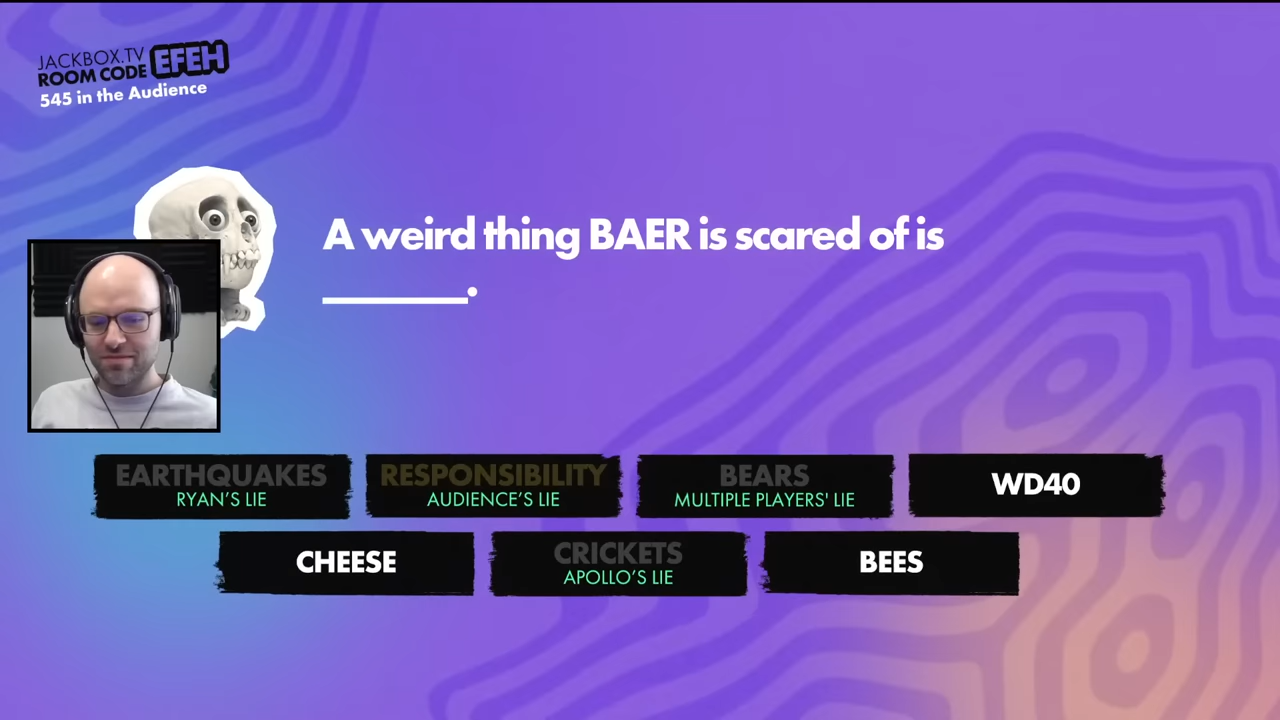 JACKBOX.TV
ROOM CODE EFEH
545 in the Audience
A weird thing BAER is scared of is
______.
EARTHQUAKES
RYAN'S LIE
RESPONSIBILITY
AUDIENCE'S LIE
BEARS
MULTIPLE PLAYERS' LIE
WD40
CHEESE
CRICKETS
APOLLO'S LIE
BEES